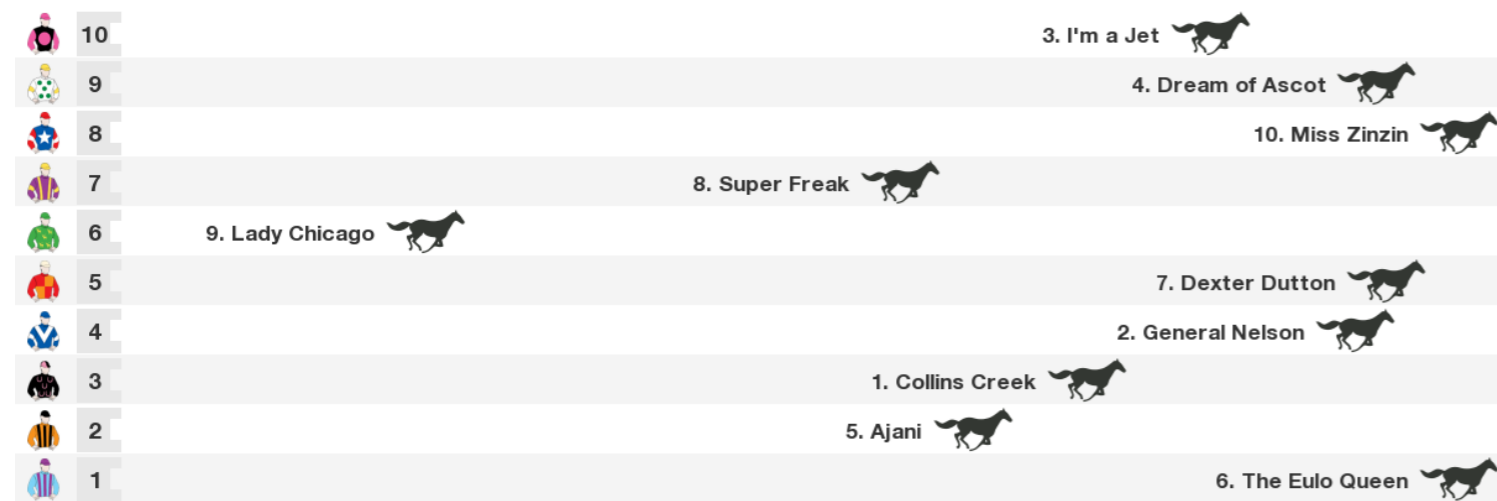 10 3. I'm a Jet
9 4. Dream of Ascot
8 10. Miss Zinzin
7 8. Super Freak
6 9. Lady Chicago
5 7. Dexter Dutton
4 2. General Nelson
3 1. Collins Creek
2 5. Ajani
1 6. The Eulo Queen